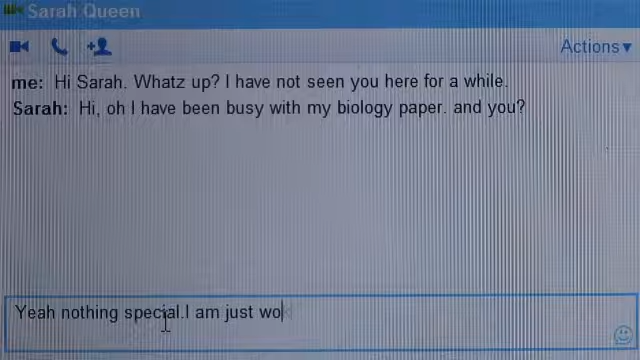 Sarah Queen
Actions
me: Hi Sarah. Whatz up? I have not seen you here for a while.
Sarah: Hi, oh I have been busy with my biology paper. and you?
Yeah nothing special.I am just wo